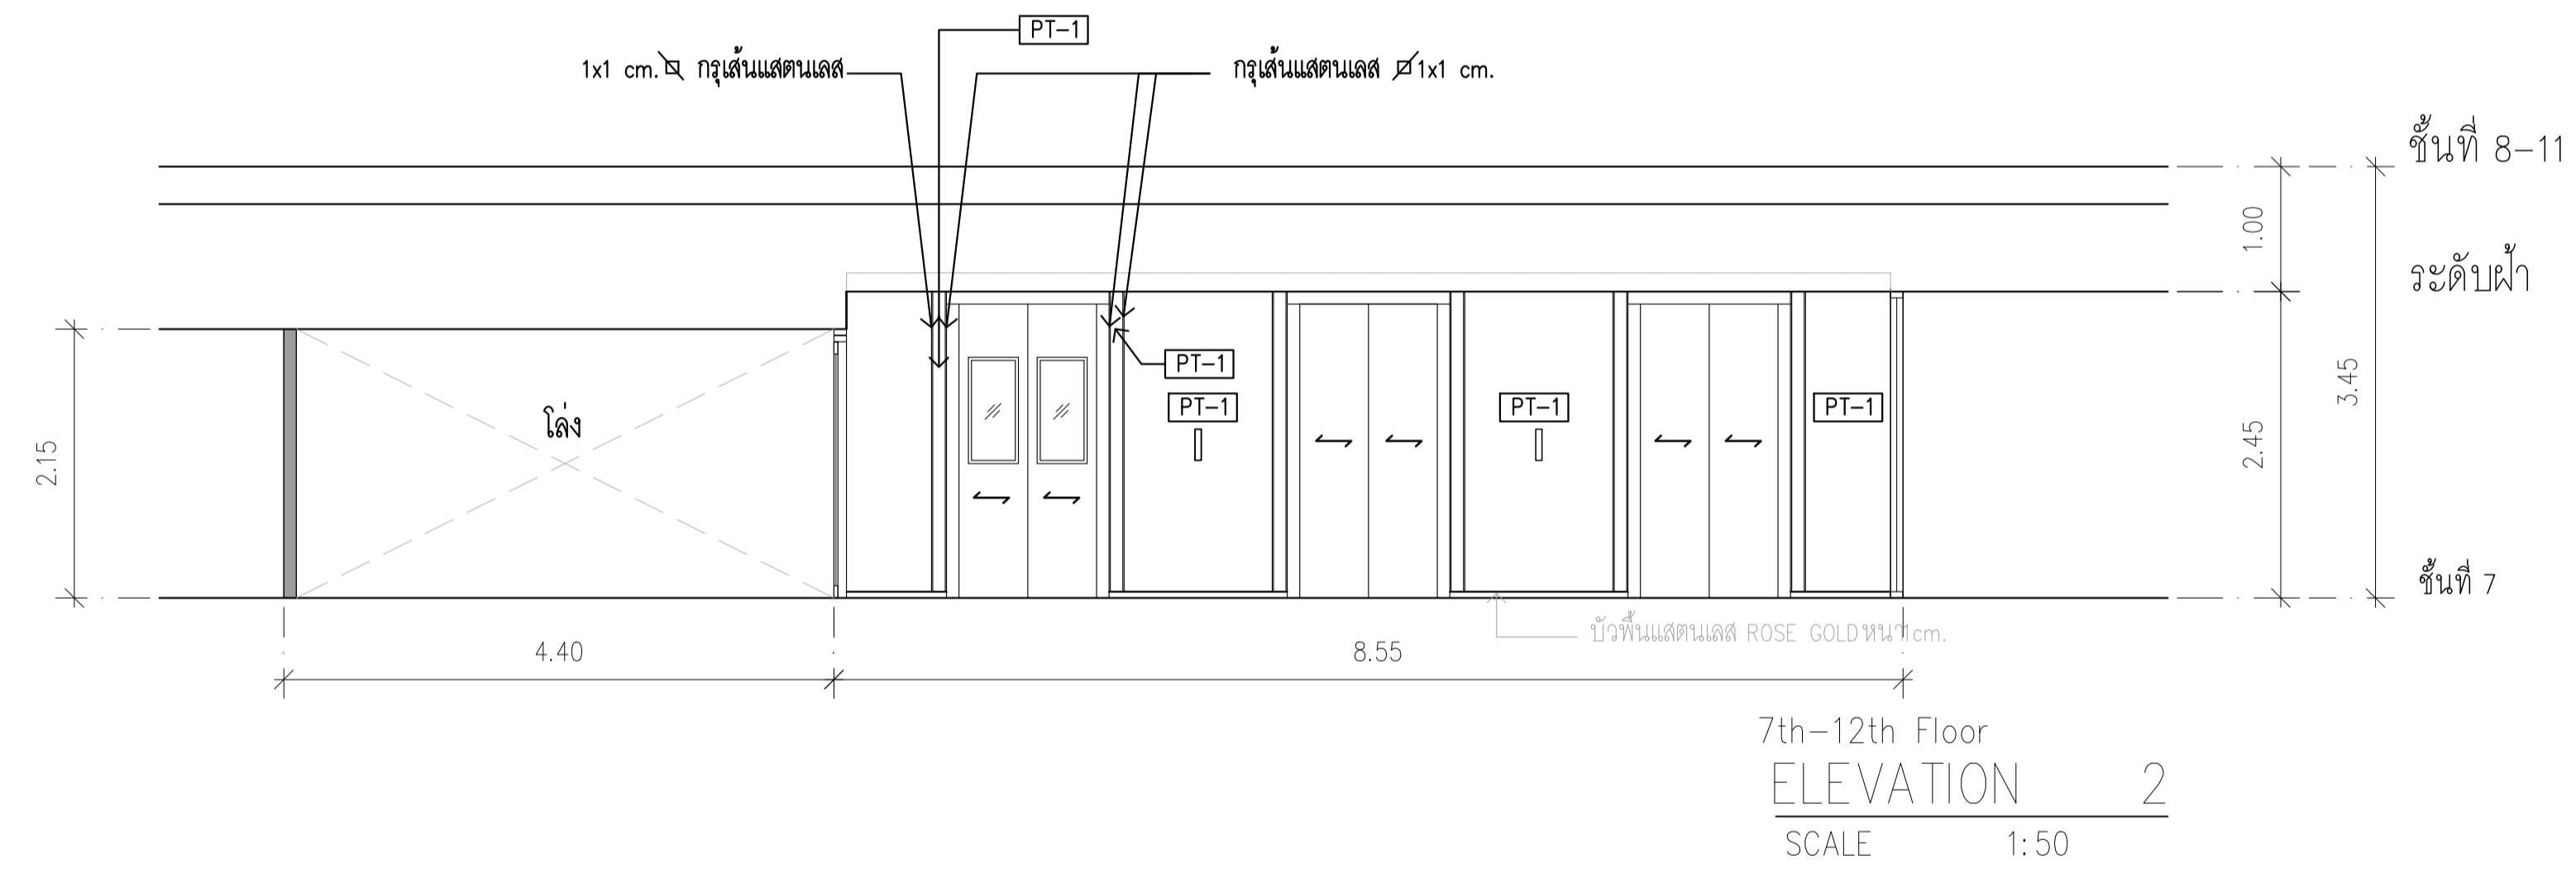 PT-1
1x1 cm. กรุเส้นแสตนเลส
กรุเส้นแสตนเลส 1x1 cm.
ชั้นที่ 8-11
1.00
ระดับฝ้า
3.45
PT-1
PT-1
PT-1
PT-1
โล่ง
2.15
2.45
ชั้นที่ 7
บัวพื้นแสตนเลส ROSE GOLD หนา 1cm.
4.40
8.55
7th-12th Floor
ELEVATION 2
SCALE 1:50